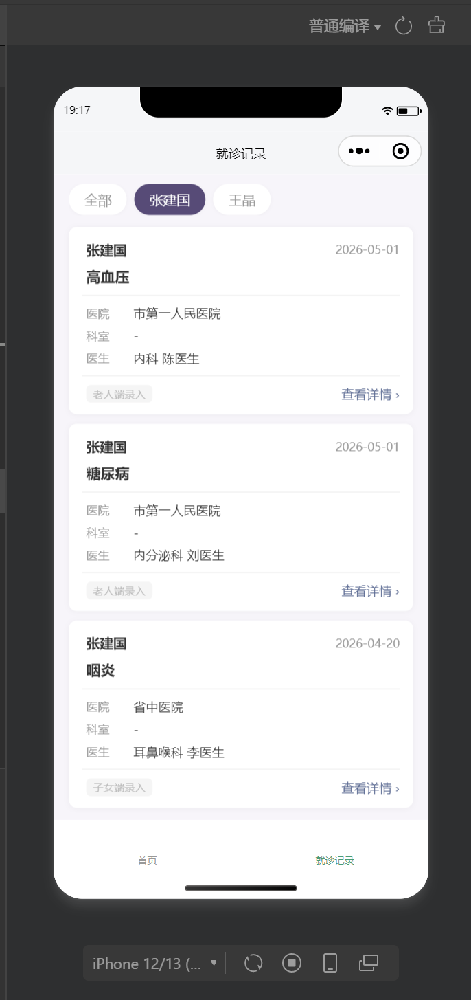 普通编译
19:17
就诊记录
全部 张建国 王晶
张建国 2026-05-01
高血压
医院 市第一人民医院
科室 -
医生 内科 陈医生
老人端录入 查看详情 ›
张建国 2026-05-01
糖尿病
医院 市第一人民医院
科室 -
医生 内分泌科 刘医生
老人端录入 查看详情 ›
张建国 2026-04-20
咽炎
医院 省中医院
科室 -
医生 耳鼻喉科 李医生
子女端录入 查看详情 ›
首页 就诊记录
iPhone 12/13 (...